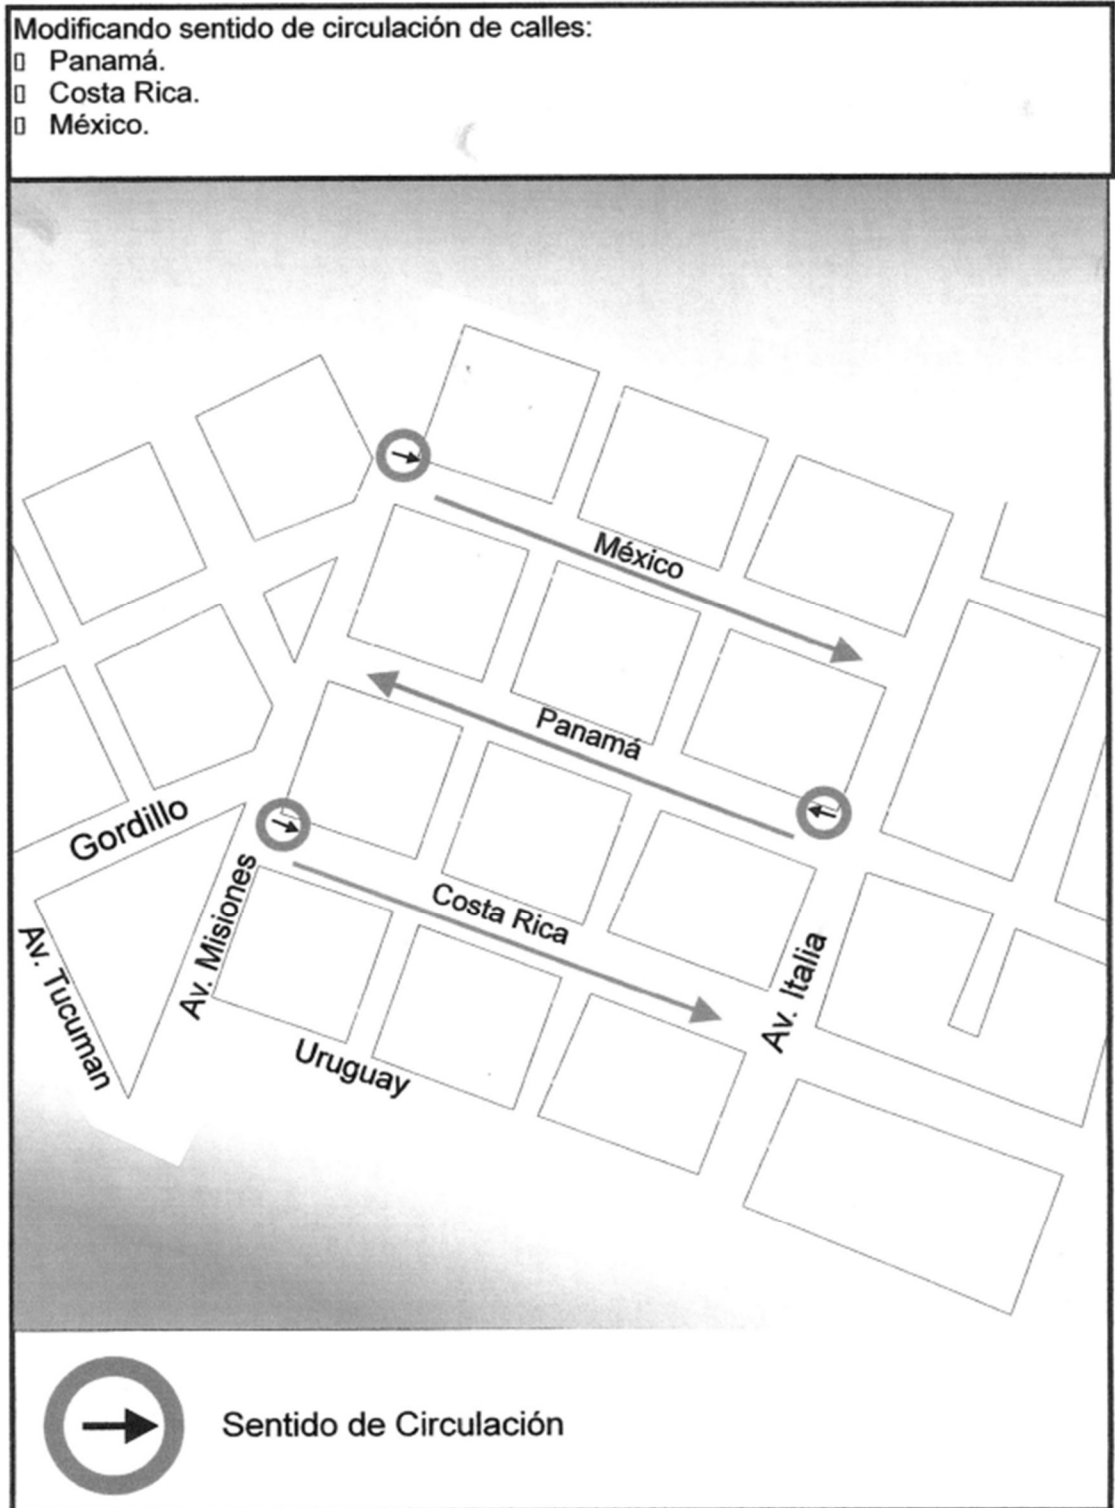 Modificando sentido de circulación de calles:
▯ Panamá.
▯ Costa Rica.
▯ México.
México
Panamá
Gordillo
Costa Rica
Av. Misiones
Av. Italia
Av. Tucuman
Uruguay
Sentido de Circulación